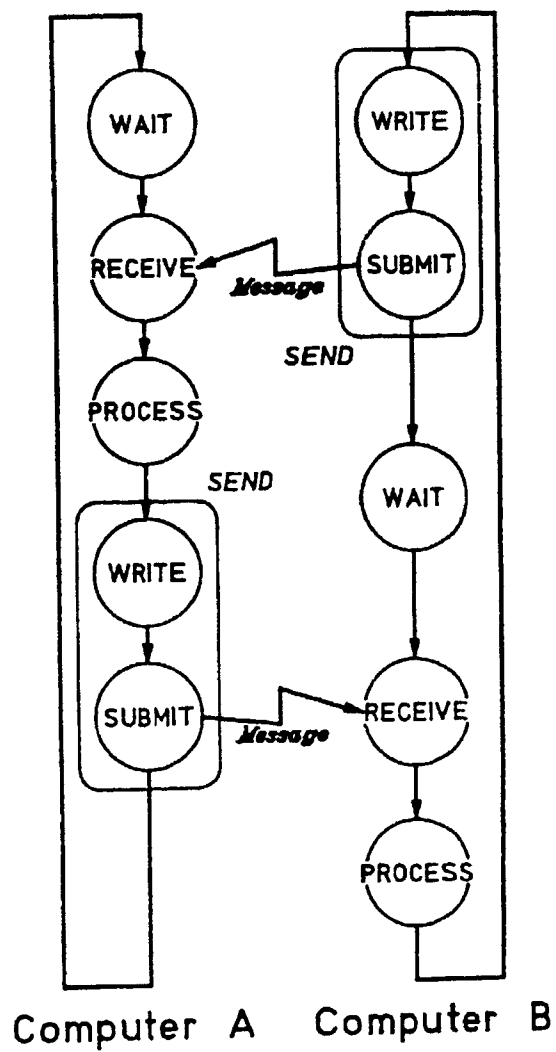 WAIT
RECEIVE
PROCESS
SEND
WRITE
SUBMIT
Message
Computer A
WRITE
SUBMIT
Message
SEND
WAIT
RECEIVE
PROCESS
Computer B